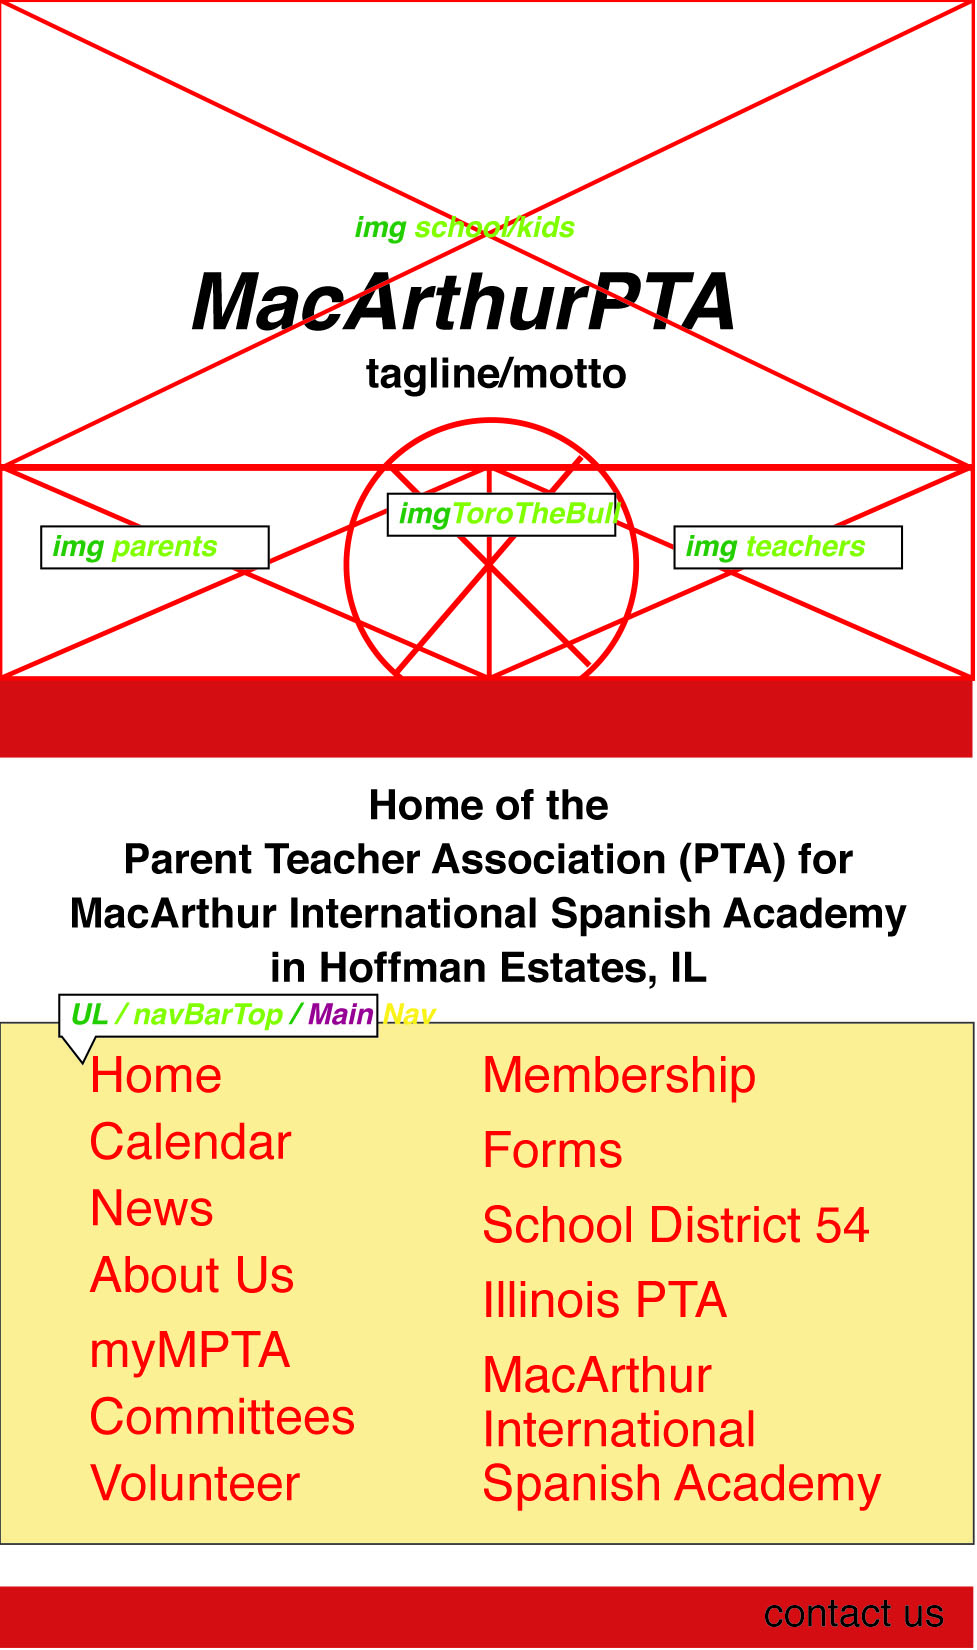 img school/kids
MacArthurPTA
tagline/motto
imgToroTheBull
img parents
img teachers
Home of the
Parent Teacher Association (PTA) for
MacArthur International Spanish Academy
in Hoffman Estates, IL
UL / navBarTop / Main Nav
Home
Calendar
News
About Us
myMPTA
Committees
Volunteer
Membership
Forms
School District 54
Illinois PTA
MacArthur
International
Spanish Academy
contact us